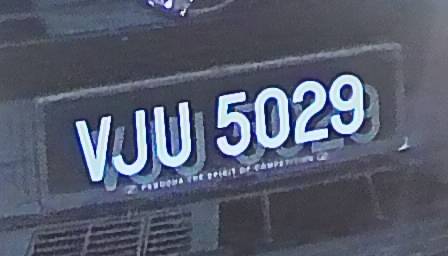 VJU 5029
PERODUA THE SPIRIT OF COMPETITION